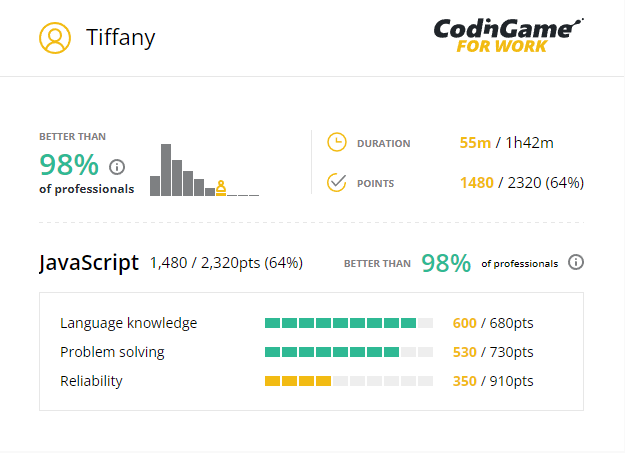 Tiffany
CodinGame
FOR WORK
BETTER THAN
98%
of professionals
DURATION 55m / 1h42m
POINTS 1480 / 2320 (64%)
JavaScript 1,480 / 2,320pts (64%) BETTER THAN 98% of professionals
Language knowledge 600 / 680pts
Problem solving 530 / 730pts
Reliability 350 / 910pts